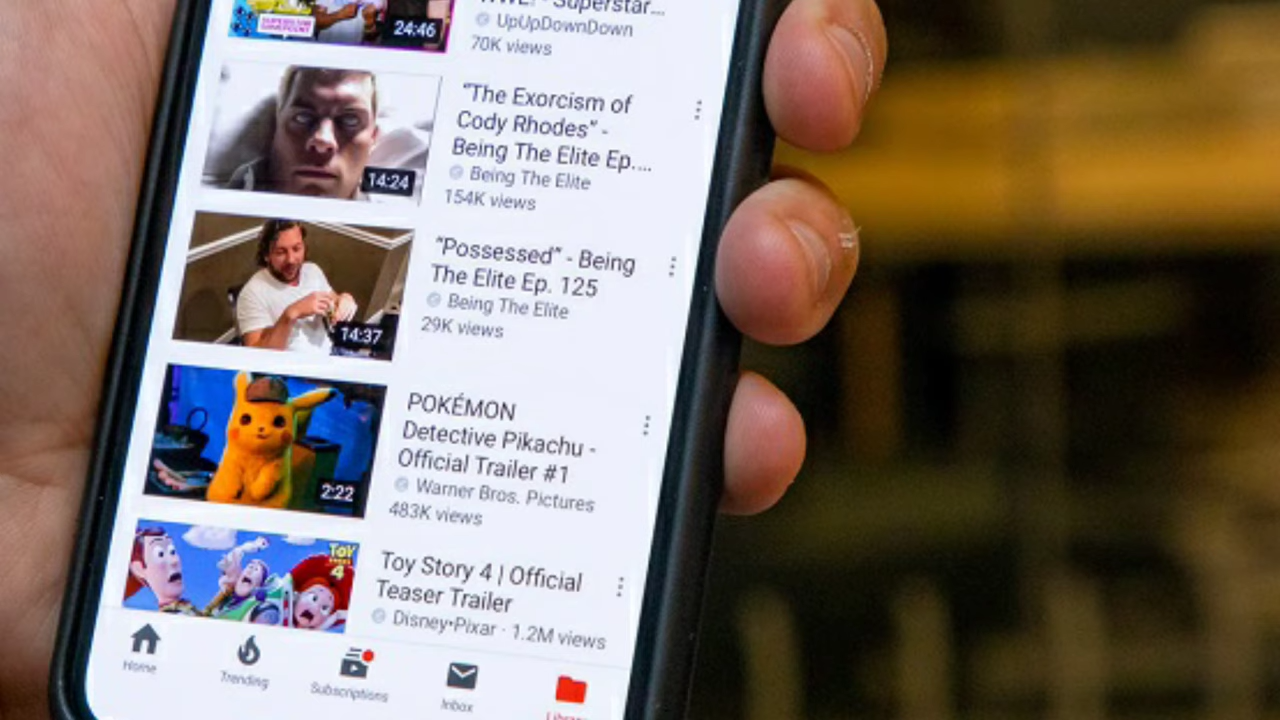 24:46
UpUpDownDown
70K views
"The Exorcism of
Cody Rhodes" -
Being The Elite Ep....
Being The Elite
154K views
14:24
"Possessed" - Being
The Elite Ep. 125
Being The Elite
29K views
14:37
POKÉMON
Detective Pikachu -
Official Trailer #1
Warner Bros. Pictures
483K views
2:22
Toy Story 4 | Official
Teaser Trailer
Disney•Pixar · 1.2M views
TOY
4
Home
Trending
Subscriptions
Inbox